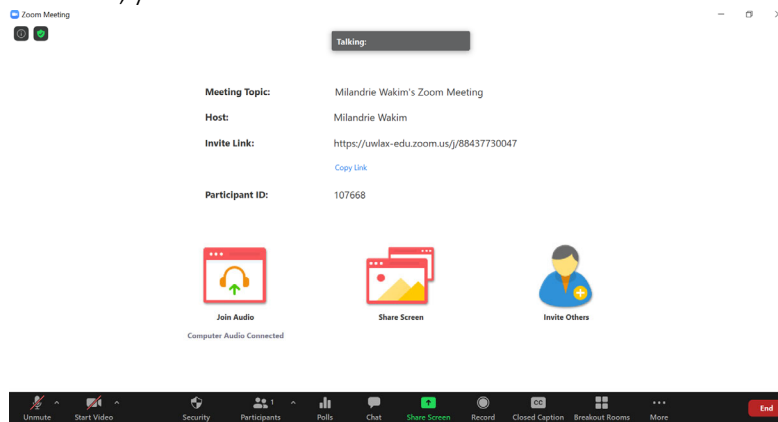 Zoom Meeting
Talking:
Meeting Topic: Milandrie Wakim's Zoom Meeting
Host: Milandrie Wakim
Invite Link: https://uwlax-edu.zoom.us/j/88437730047
Copy Link
Participant ID: 107668
Join Audio Share Screen Invite Others
Computer Audio Connected
1
CC
Unmute Start Video Security Participants Polls Chat Share Screen Record Closed Caption Breakout Rooms More End